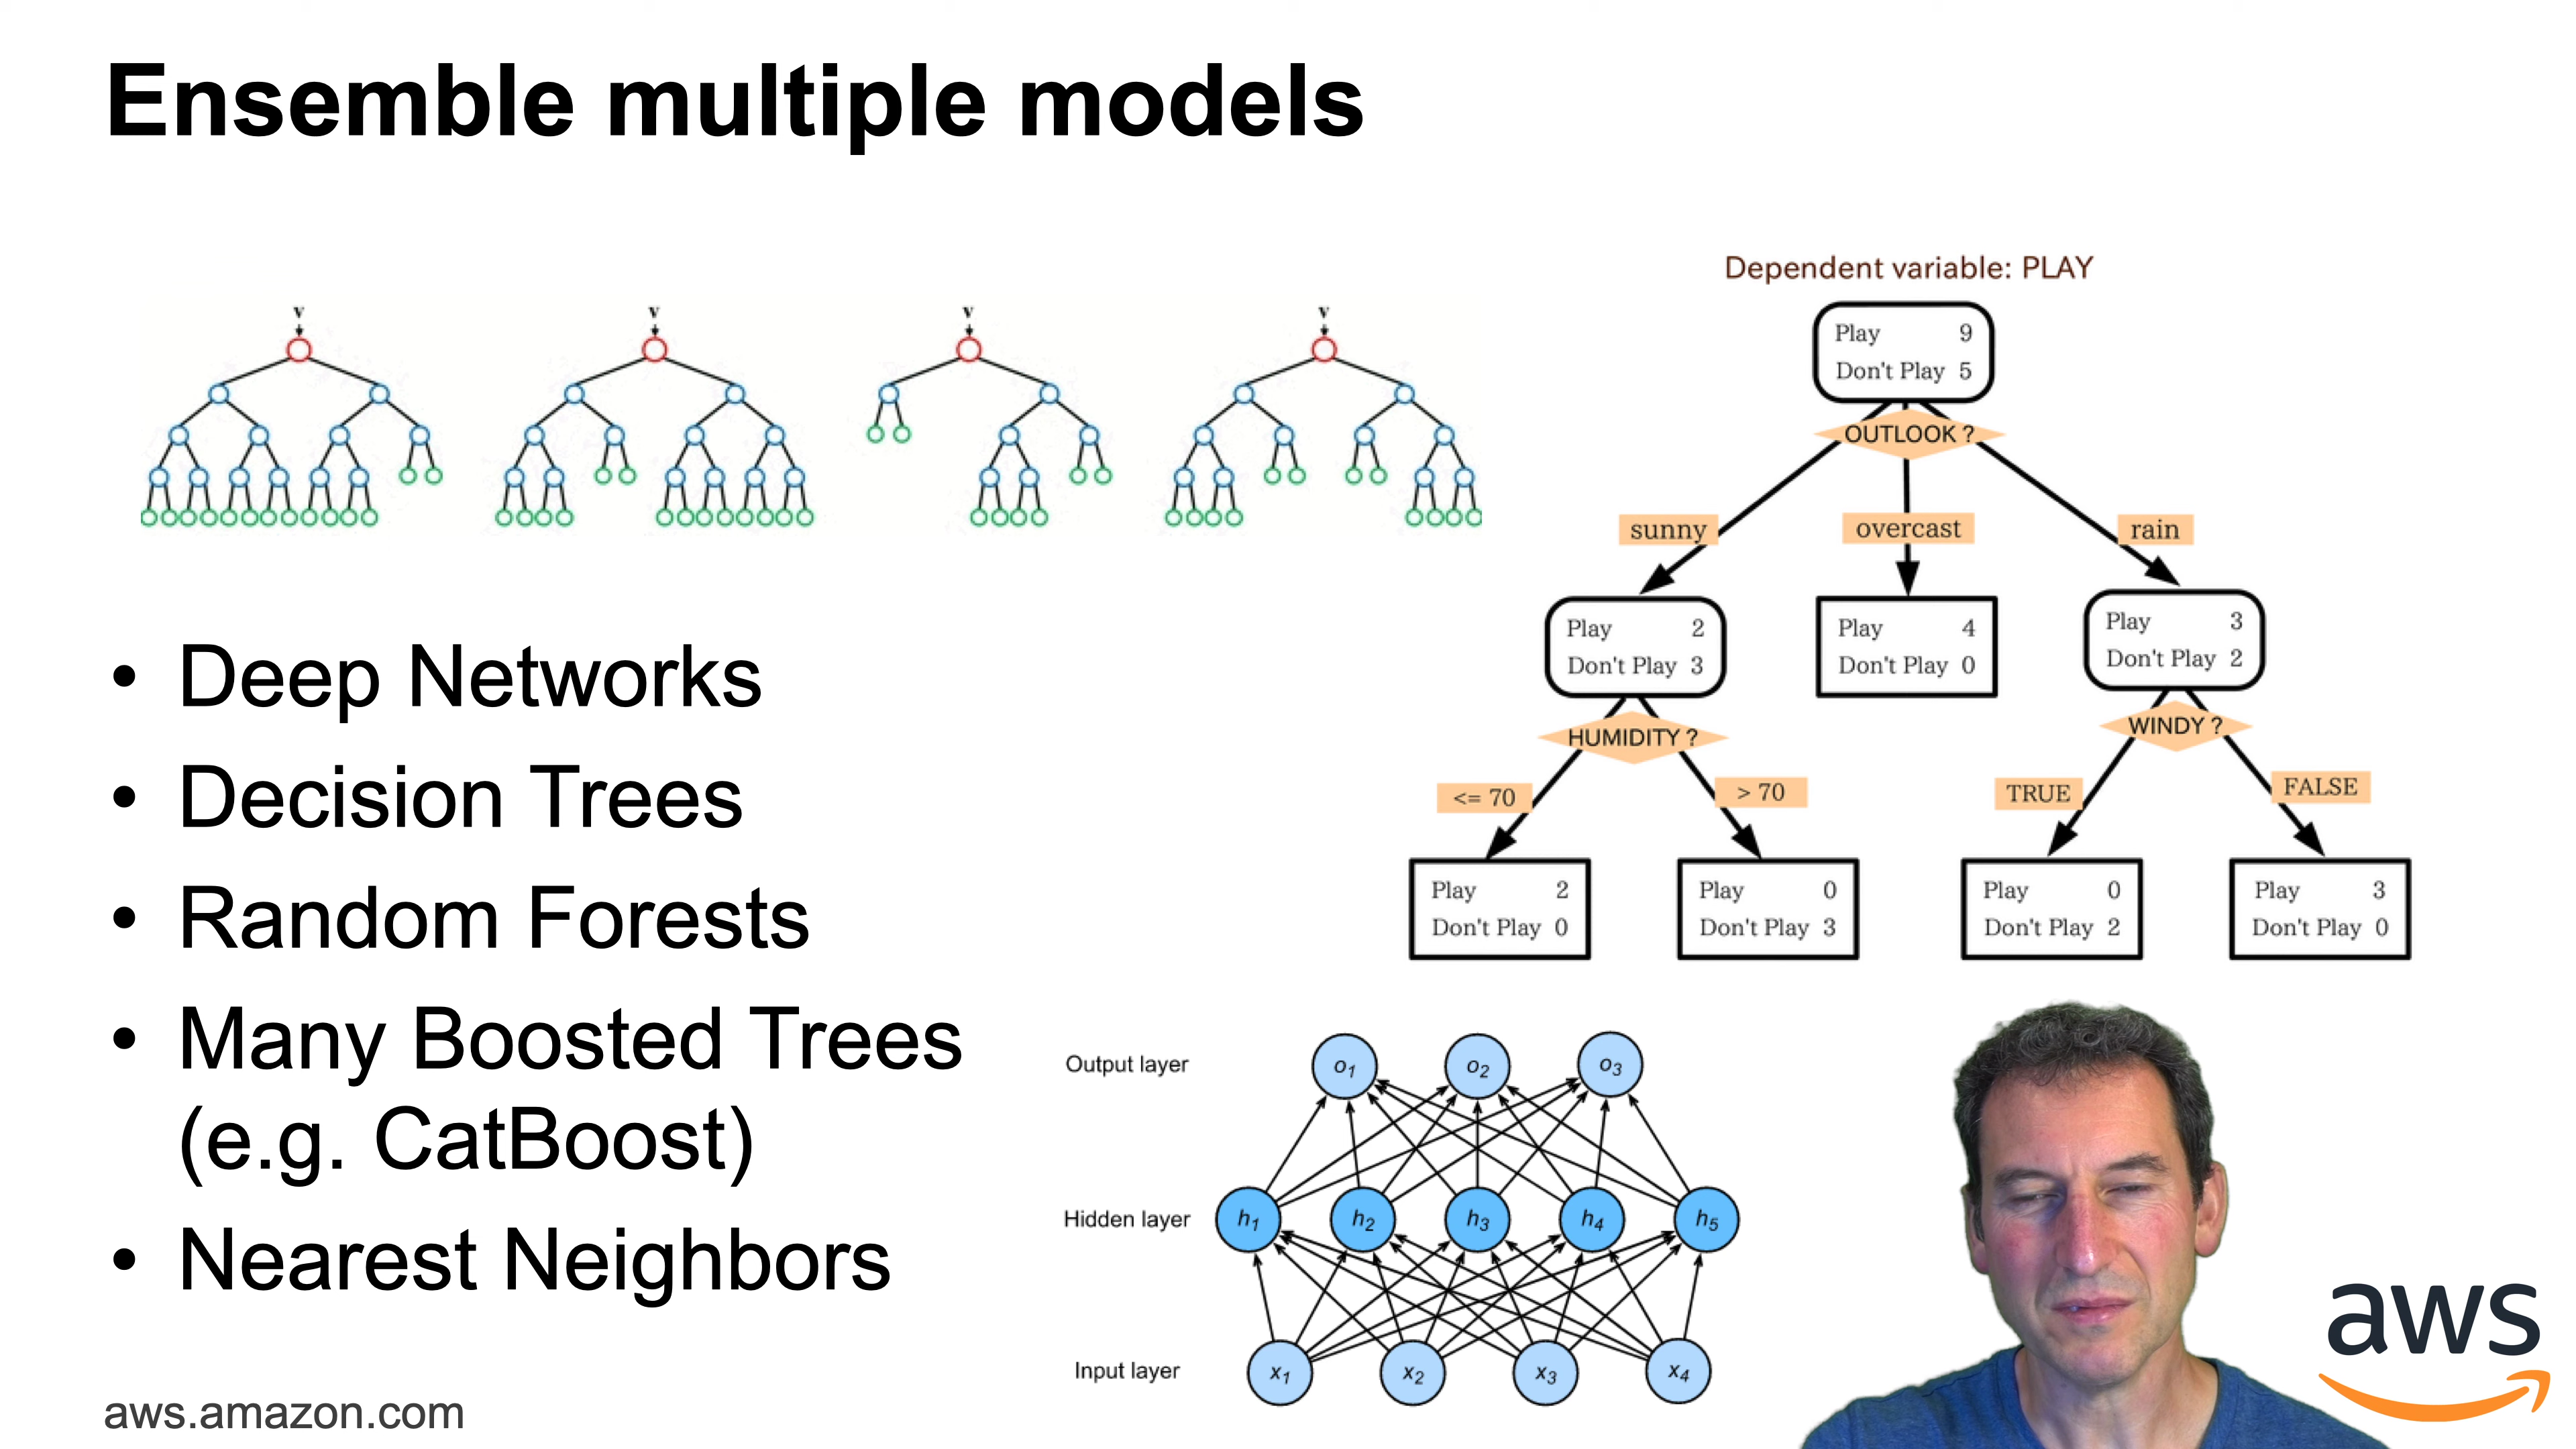 Ensemble multiple models
v v v v
Dependent variable: PLAY
Play 9
Don't Play 5
OUTLOOK ?
sunny overcast rain
Play 2
Don't Play 3
Play 4
Don't Play 0
Play 3
Don't Play 2
HUMIDITY ?
WINDY ?
<= 70 > 70 TRUE FALSE
Play 2
Don't Play 0
Play 0
Don't Play 3
Play 0
Don't Play 2
Play 3
Don't Play 0
• Deep Networks
• Decision Trees
• Random Forests
• Many Boosted Trees
(e.g. CatBoost)
• Nearest Neighbors
Output layer o1 o2 o3
Hidden layer h1 h2 h3 h4 h5
Input layer x1 x2 x3 x4
aws.amazon.com
aws